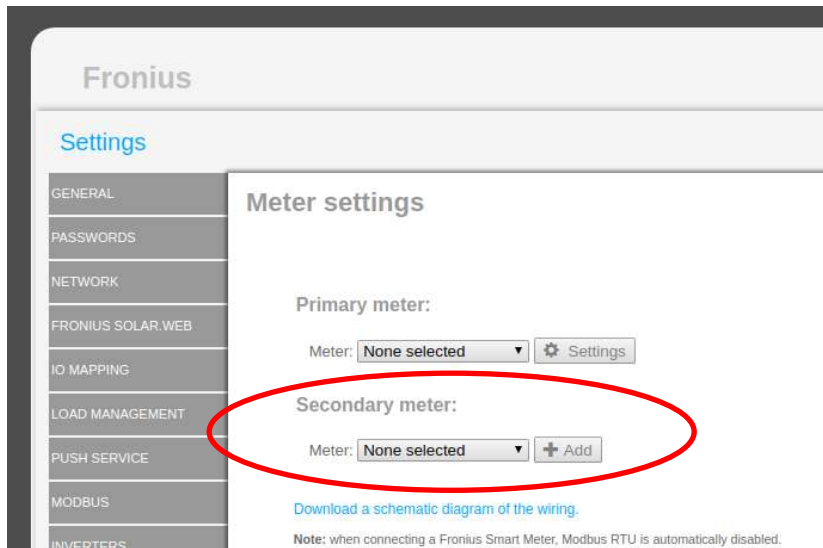 Fronius
Settings
GENERAL
PASSWORDS
NETWORK
FRONIUS SOLAR.WEB
IO MAPPING
LOAD MANAGEMENT
PUSH SERVICE
MODBUS
INVERTERS
Meter settings
Primary meter:
Meter: None selected Settings
Secondary meter:
Meter: None selected Add
Download a schematic diagram of the wiring.
Note: when connecting a Fronius Smart Meter, Modbus RTU is automatically disabled.